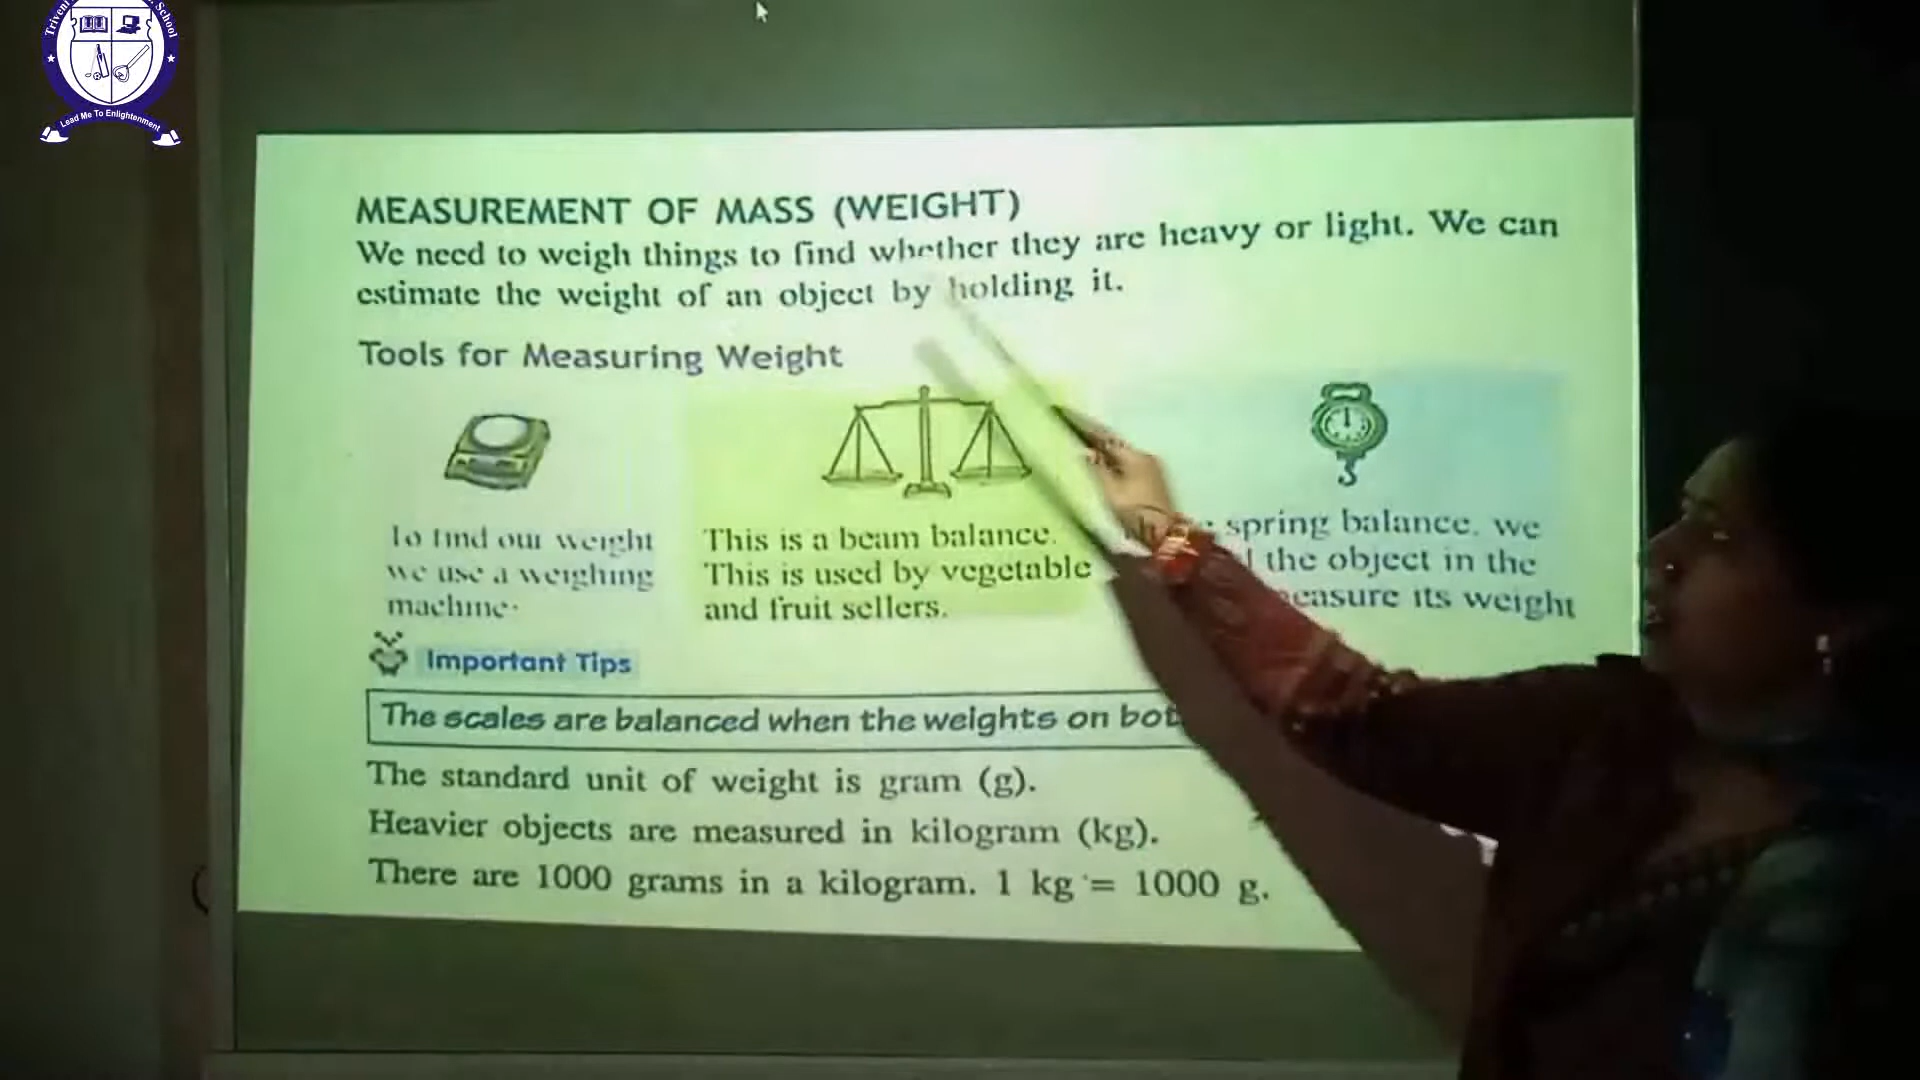 Triveni School
Lead Me To Enlightenment
MEASUREMENT OF MASS (WEIGHT)
We need to weigh things to find whether they are heavy or light. We can
estimate the weight of an object by holding it.
Tools for Measuring Weight
To find our weight
we use a weighing
machine.
This is a beam balance.
This is used by vegetable
and fruit sellers.
spring balance, we
the object in the
measure its weight
Important Tips
The scales are balanced when the weights on
The standard unit of weight is gram (g).
Heavier objects are measured in kilogram (kg).
There are 1000 grams in a kilogram. 1 kg = 1000 g.